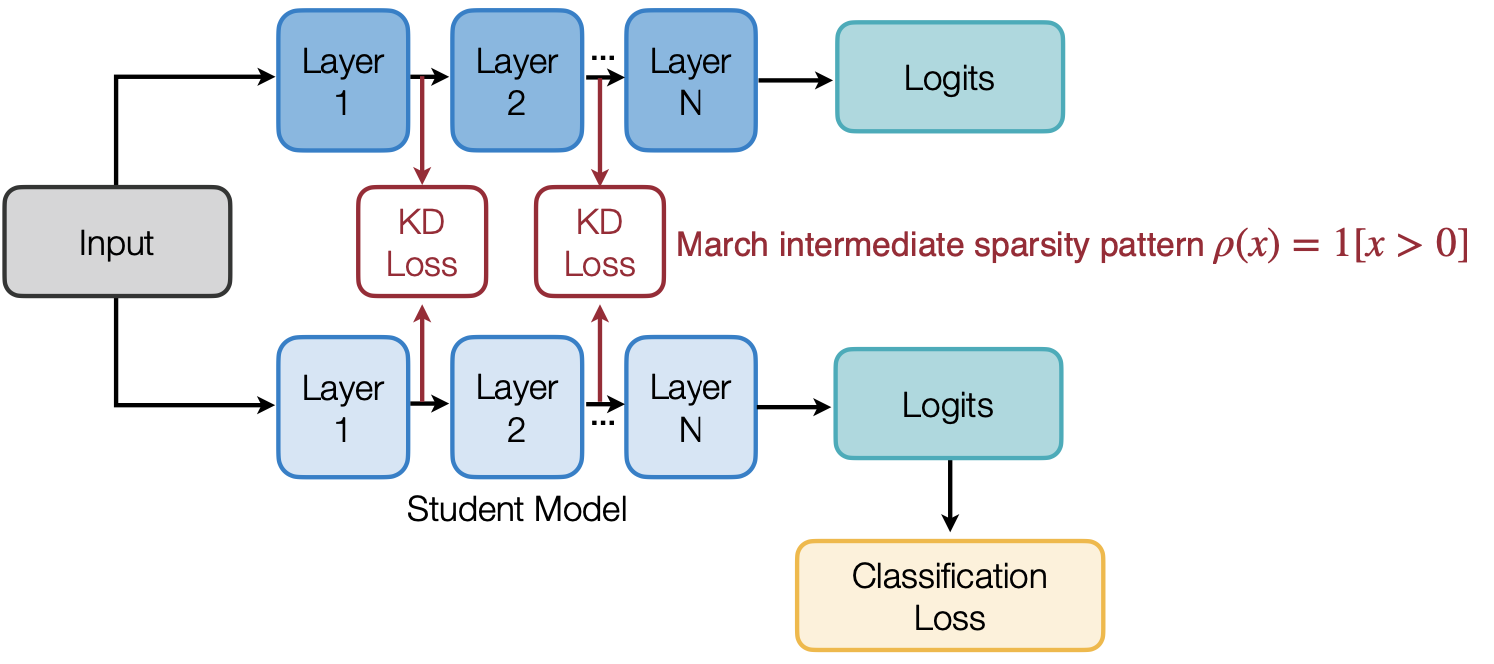 Layer
1
Layer
2
...
Layer
N
Logits
Input
KD
Loss
KD
Loss
March intermediate sparsity pattern ρ(x) = 1[x > 0]
Layer
1
Layer
2
...
Layer
N
Logits
Student Model
Classification
Loss